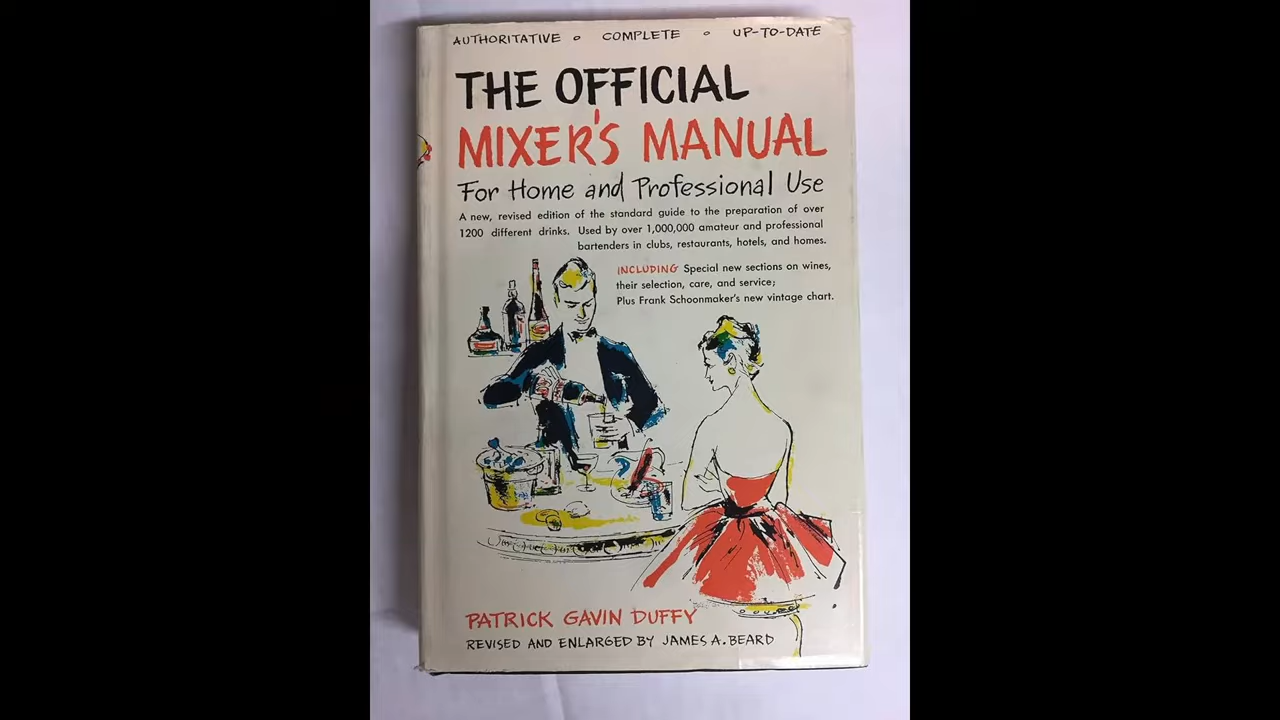 AUTHORITATIVE o COMPLETE o UP-TO-DATE
THE OFFICIAL
MIXER'S MANUAL
For Home and Professional Use
A new, revised edition of the standard guide to the preparation of over
1200 different drinks. Used by over 1,000,000 amateur and professional
bartenders in clubs, restaurants, hotels, and homes.
INCLUDING Special new sections on wines,
their selection, care, and service;
Plus Frank Schoonmaker's new vintage chart.
PATRICK GAVIN DUFFY
REVISED AND ENLARGED BY JAMES A. BEARD